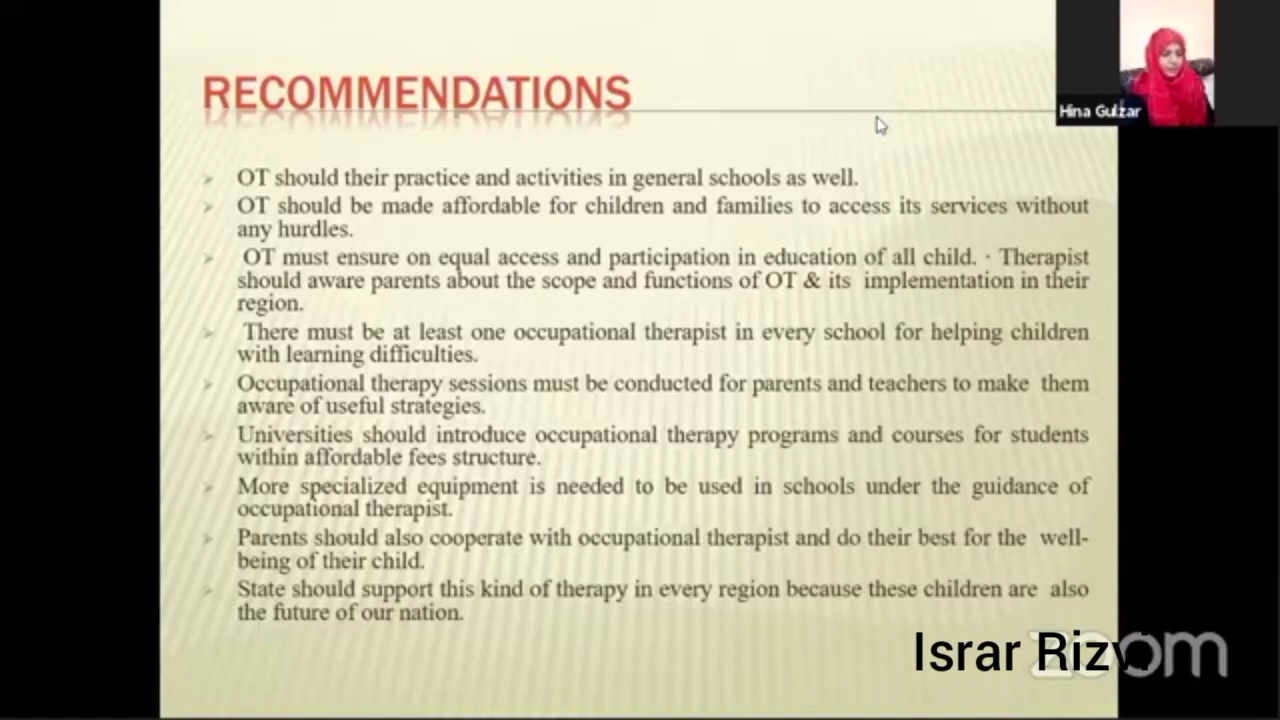 RECOMMENDATIONS
Hina Gulzar
OT should their practice and activities in general schools as well.
OT should be made affordable for children and families to access its services without
any hurdles.
OT must ensure on equal access and participation in education of all child. · Therapist
should aware parents about the scope and functions of OT & its implementation in their
region.
There must be at least one occupational therapist in every school for helping children
with learning difficulties.
Occupational therapy sessions must be conducted for parents and teachers to make them
aware of useful strategies.
Universities should introduce occupational therapy programs and courses for students
within affordable fees structure.
More specialized equipment is needed to be used in schools under the guidance of
occupational therapist.
Parents should also cooperate with occupational therapist and do their best for the well-
being of their child.
State should support this kind of therapy in every region because these children are also
the future of our nation.
Israr Rizvi
zoom